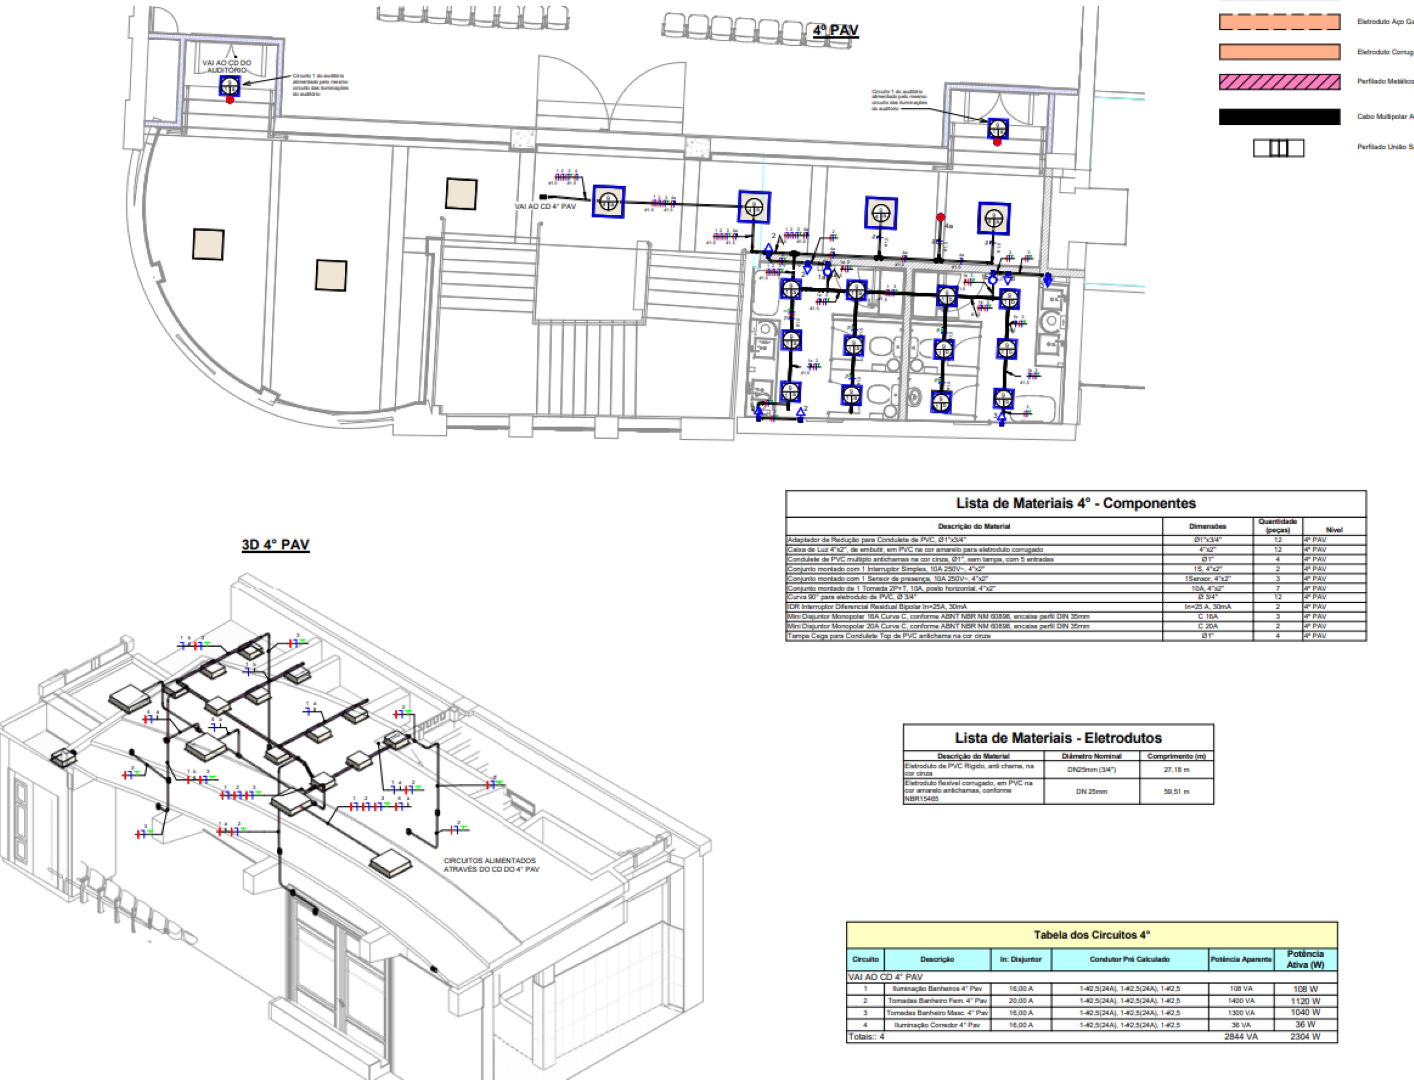 4° PAV
VAI AO CD DO
AUDITÓRIO
Circuito 1 do auditório
alimentado pelo mesmo
circuito das iluminações
do auditório
Circuito 1 do auditório
alimentado pelo mesmo
circuito das iluminações
do auditório
Eletroduto Aço Ga
Eletroduto Corrug
Perfilado Metálico
Cabo Multipolar A
Perfilado União S
VAI AO CD 4° PAV
3D 4° PAV
CIRCUITOS ALIMENTADOS
ATRAVÉS DO CD DO 4° PAV
Lista de Materiais 4° - Componentes
Descrição do Material Dimensões Quantidade (peças) Nível
Adaptador de Redução para Condulete de PVC, Ø1"x3/4" Ø1"x3/4" 12 4º PAV
Caixa de Luz 4"x2", de embutir, em PVC na cor amarelo para eletroduto corrugado 4"x2" 12 4º PAV
Condulete de PVC multiplo antichamas na cor cinza, Ø1", sem tampa, com 5 entradas Ø1" 4 4º PAV
Conjunto montado com 1 Interruptor Simples, 10A 250V~, 4"x2" 1S, 4"x2" 2 4º PAV
Conjunto montado com 1 Sensor de presença, 10A 250V~, 4"x2" 1Sensor, 4"x2" 3 4º PAV
Conjunto montado de 1 Tomada 2P+T, 10A, posto horizontal, 4"x2" 10A, 4"x2" 7 4º PAV
Curva 90° para eletroduto de PVC, Ø 3/4" Ø 3/4" 12 4º PAV
IDR Interruptor Diferencial Residual Bipolar In=25A, 30mA In=25 A, 30mA 2 4º PAV
Mini Disjuntor Monopolar 16A Curva C, conforme ABNT NBR NM 60898, encaixe perfil DIN 35mm C 16A 3 4º PAV
Mini Disjuntor Monopolar 20A Curva C, conforme ABNT NBR NM 60898, encaixe perfil DIN 35mm C 20A 2 4º PAV
Tampa Cega para Condulete Top de PVC antichama na cor cinza Ø1" 4 4º PAV
Lista de Materiais - Eletrodutos
Descrição do Material Diâmetro Nominal Comprimento (m)
Eletroduto de PVC Rígido, anti chama, na
cor cinza DN25mm (3/4") 27,18 m
Eletroduto flexível corrugado, em PVC na
cor amarelo antichamas, conforme
NBR15465 DN 25mm 59,51 m
Tabela dos Circuitos 4°
Circuito Descrição In: Disjuntor Condutor Pré Calculado Potência Aparente Potência Ativa (W)
VAI AO CD 4° PAV
1 Iluminação Banheiros 4° Pav 16,00 A 1-#2,5(24A), 1-#2,5(24A), 1-#2,5 108 VA 108 W
2 Tomadas Banheiro Fem. 4° Pav 20,00 A 1-#2,5(24A), 1-#2,5(24A), 1-#2,5 1400 VA 1120 W
3 Tomadas Banheiro Masc. 4° Pav 16,00 A 1-#2,5(24A), 1-#2,5(24A), 1-#2,5 1300 VA 1040 W
4 Iluminação Corredor 4° Pav 16,00 A 1-#2,5(24A), 1-#2,5(24A), 1-#2,5 36 VA 36 W
Totais:: 4 2844 VA 2304 W